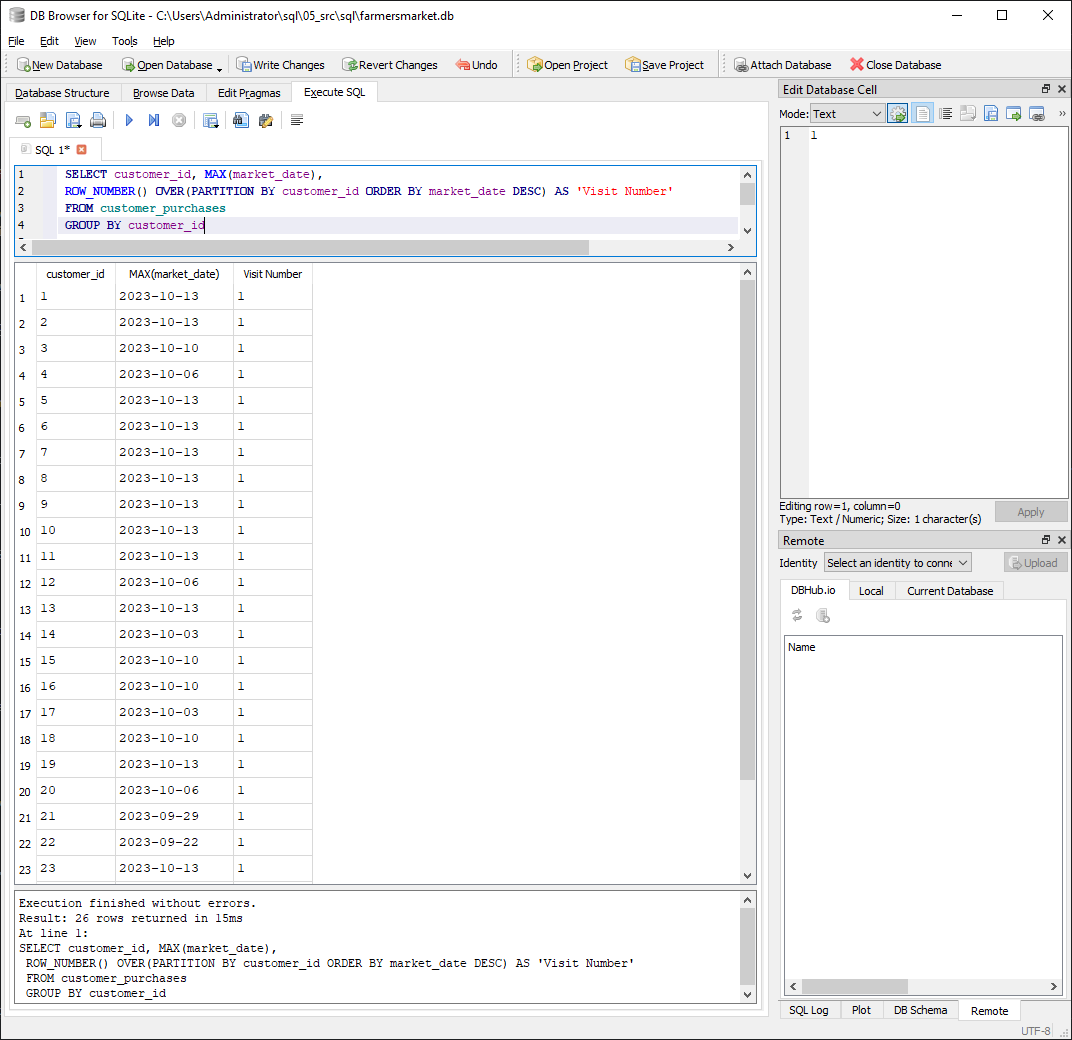 DB Browser for SQLite - C:\Users\Administrator\sql\05_src\sql\farmersmarket.db
File Edit View Tools Help
New Database Open Database Write Changes Revert Changes Undo Open Project Save Project Attach Database Close Database
Database Structure Browse Data Edit Pragmas Execute SQL
SQL 1*
1 SELECT customer_id, MAX(market_date),
2 ROW_NUMBER() OVER(PARTITION BY customer_id ORDER BY market_date DESC) AS 'Visit Number'
3 FROM customer_purchases
4 GROUP BY customer_id
customer_id MAX(market_date) Visit Number
1 1 2023-10-13 1
2 2 2023-10-13 1
3 3 2023-10-10 1
4 4 2023-10-06 1
5 5 2023-10-13 1
6 6 2023-10-13 1
7 7 2023-10-13 1
8 8 2023-10-13 1
9 9 2023-10-13 1
10 10 2023-10-13 1
11 11 2023-10-13 1
12 12 2023-10-06 1
13 13 2023-10-13 1
14 14 2023-10-03 1
15 15 2023-10-10 1
16 16 2023-10-10 1
17 17 2023-10-03 1
18 18 2023-10-10 1
19 19 2023-10-13 1
20 20 2023-10-06 1
21 21 2023-09-29 1
22 22 2023-09-22 1
23 23 2023-10-13 1
Execution finished without errors.
Result: 26 rows returned in 15ms
At line 1:
SELECT customer_id, MAX(market_date),
ROW_NUMBER() OVER(PARTITION BY customer_id ORDER BY market_date DESC) AS 'Visit Number'
FROM customer_purchases
GROUP BY customer_id
Edit Database Cell
Mode: Text
1 1
Editing row=1, column=0
Type: Text / Numeric; Size: 1 character(s)
Apply
Remote
Identity Select an identity to conne Upload
DBHub.io Local Current Database
Name
SQL Log Plot DB Schema Remote
UTF-8